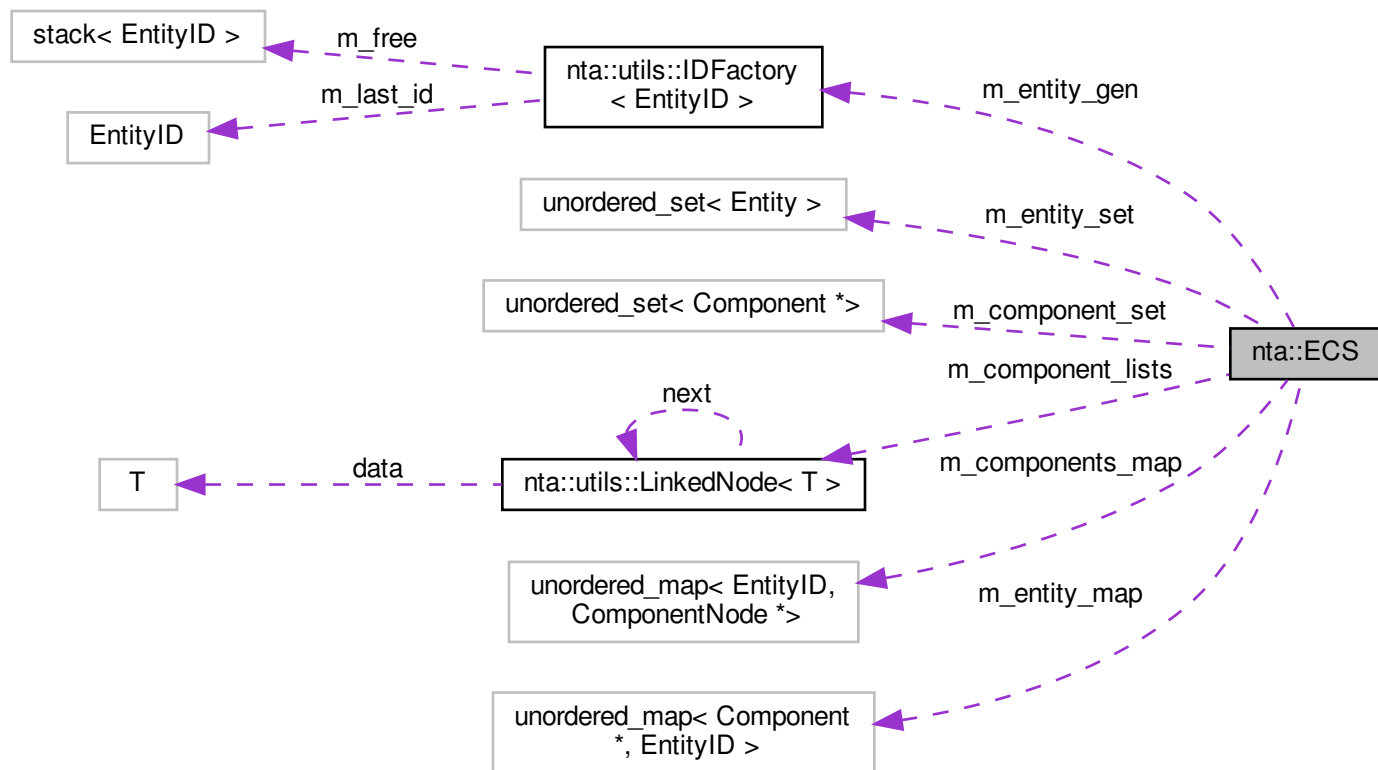 stack< EntityID >
m_free
nta::utils::IDFactory
< EntityID >
m_last_id
EntityID
m_entity_gen
unordered_set< Entity >
m_entity_set
unordered_set< Component *>
m_component_set
nta::ECS
m_component_lists
next
T
data
nta::utils::LinkedNode< T >
m_components_map
unordered_map< EntityID,
ComponentNode *>
m_entity_map
unordered_map< Component
*, EntityID >